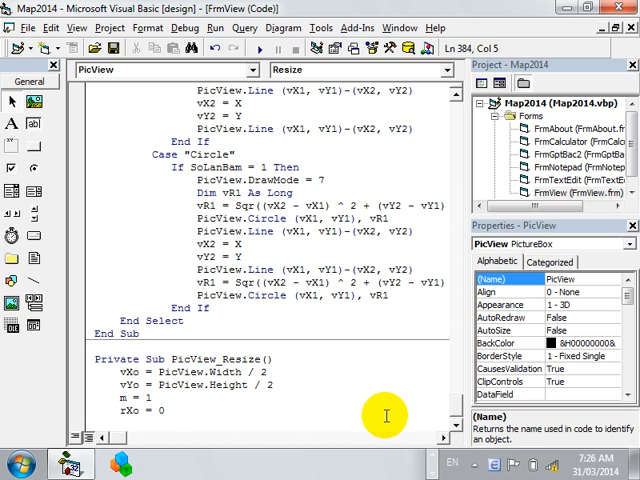 Map2014 - Microsoft Visual Basic [design] - [FrmView (Code)]
File Edit View Project Format Debug Run Query Diagram Tools Add-Ins Window Help
Ln 384, Col 5
General
PicView
Resize
PicView.Line (vX1, vY1)-(vX2, vY2)
vX2 = X
vY2 = Y
PicView.Line (vX1, vY1)-(vX2, vY2)
End If
Case "Circle"
If SoLanBam = 1 Then
PicView.DrawMode = 7
Dim vR1 As Long
vR1 = Sqr((vX2 - vX1) ^ 2 + (vY2 - vY1)
PicView.Circle (vX1, vY1), vR1
PicView.Line (vX1, vY1)-(vX2, vY2)
vX2 = X
vY2 = Y
PicView.Line (vX1, vY1)-(vX2, vY2)
vR1 = Sqr((vX2 - vX1) ^ 2 + (vY2 - vY1)
PicView.Circle (vX1, vY1), vR1
End If
End Select
End Sub
Private Sub PicView_Resize()
vXo = PicView.Width / 2
vYo = PicView.Height / 2
m = 1
rXo = 0
Project - Map2014
Map2014 (Map2014.vbp)
Forms
FrmAbout (FrmAbout.fr
FrmCalculator (FrmCalc
FrmGptBac2 (FrmGptBa
FrmNotepad (FrmNotep
FrmTextEdit (FrmTextEd
FrmView (FrmView.frm)
Properties - PicView
PicView PictureBox
Alphabetic Categorized
(Name) PicView
Align 0 - None
Appearance 1 - 3D
AutoRedraw False
AutoSize False
BackColor &H00000000&
BorderStyle 1 - Fixed Single
CausesValidation True
ClipControls True
DataField
(Name)
Returns the name used in code to identify
an object.
EN
7:26 AM
31/03/2014